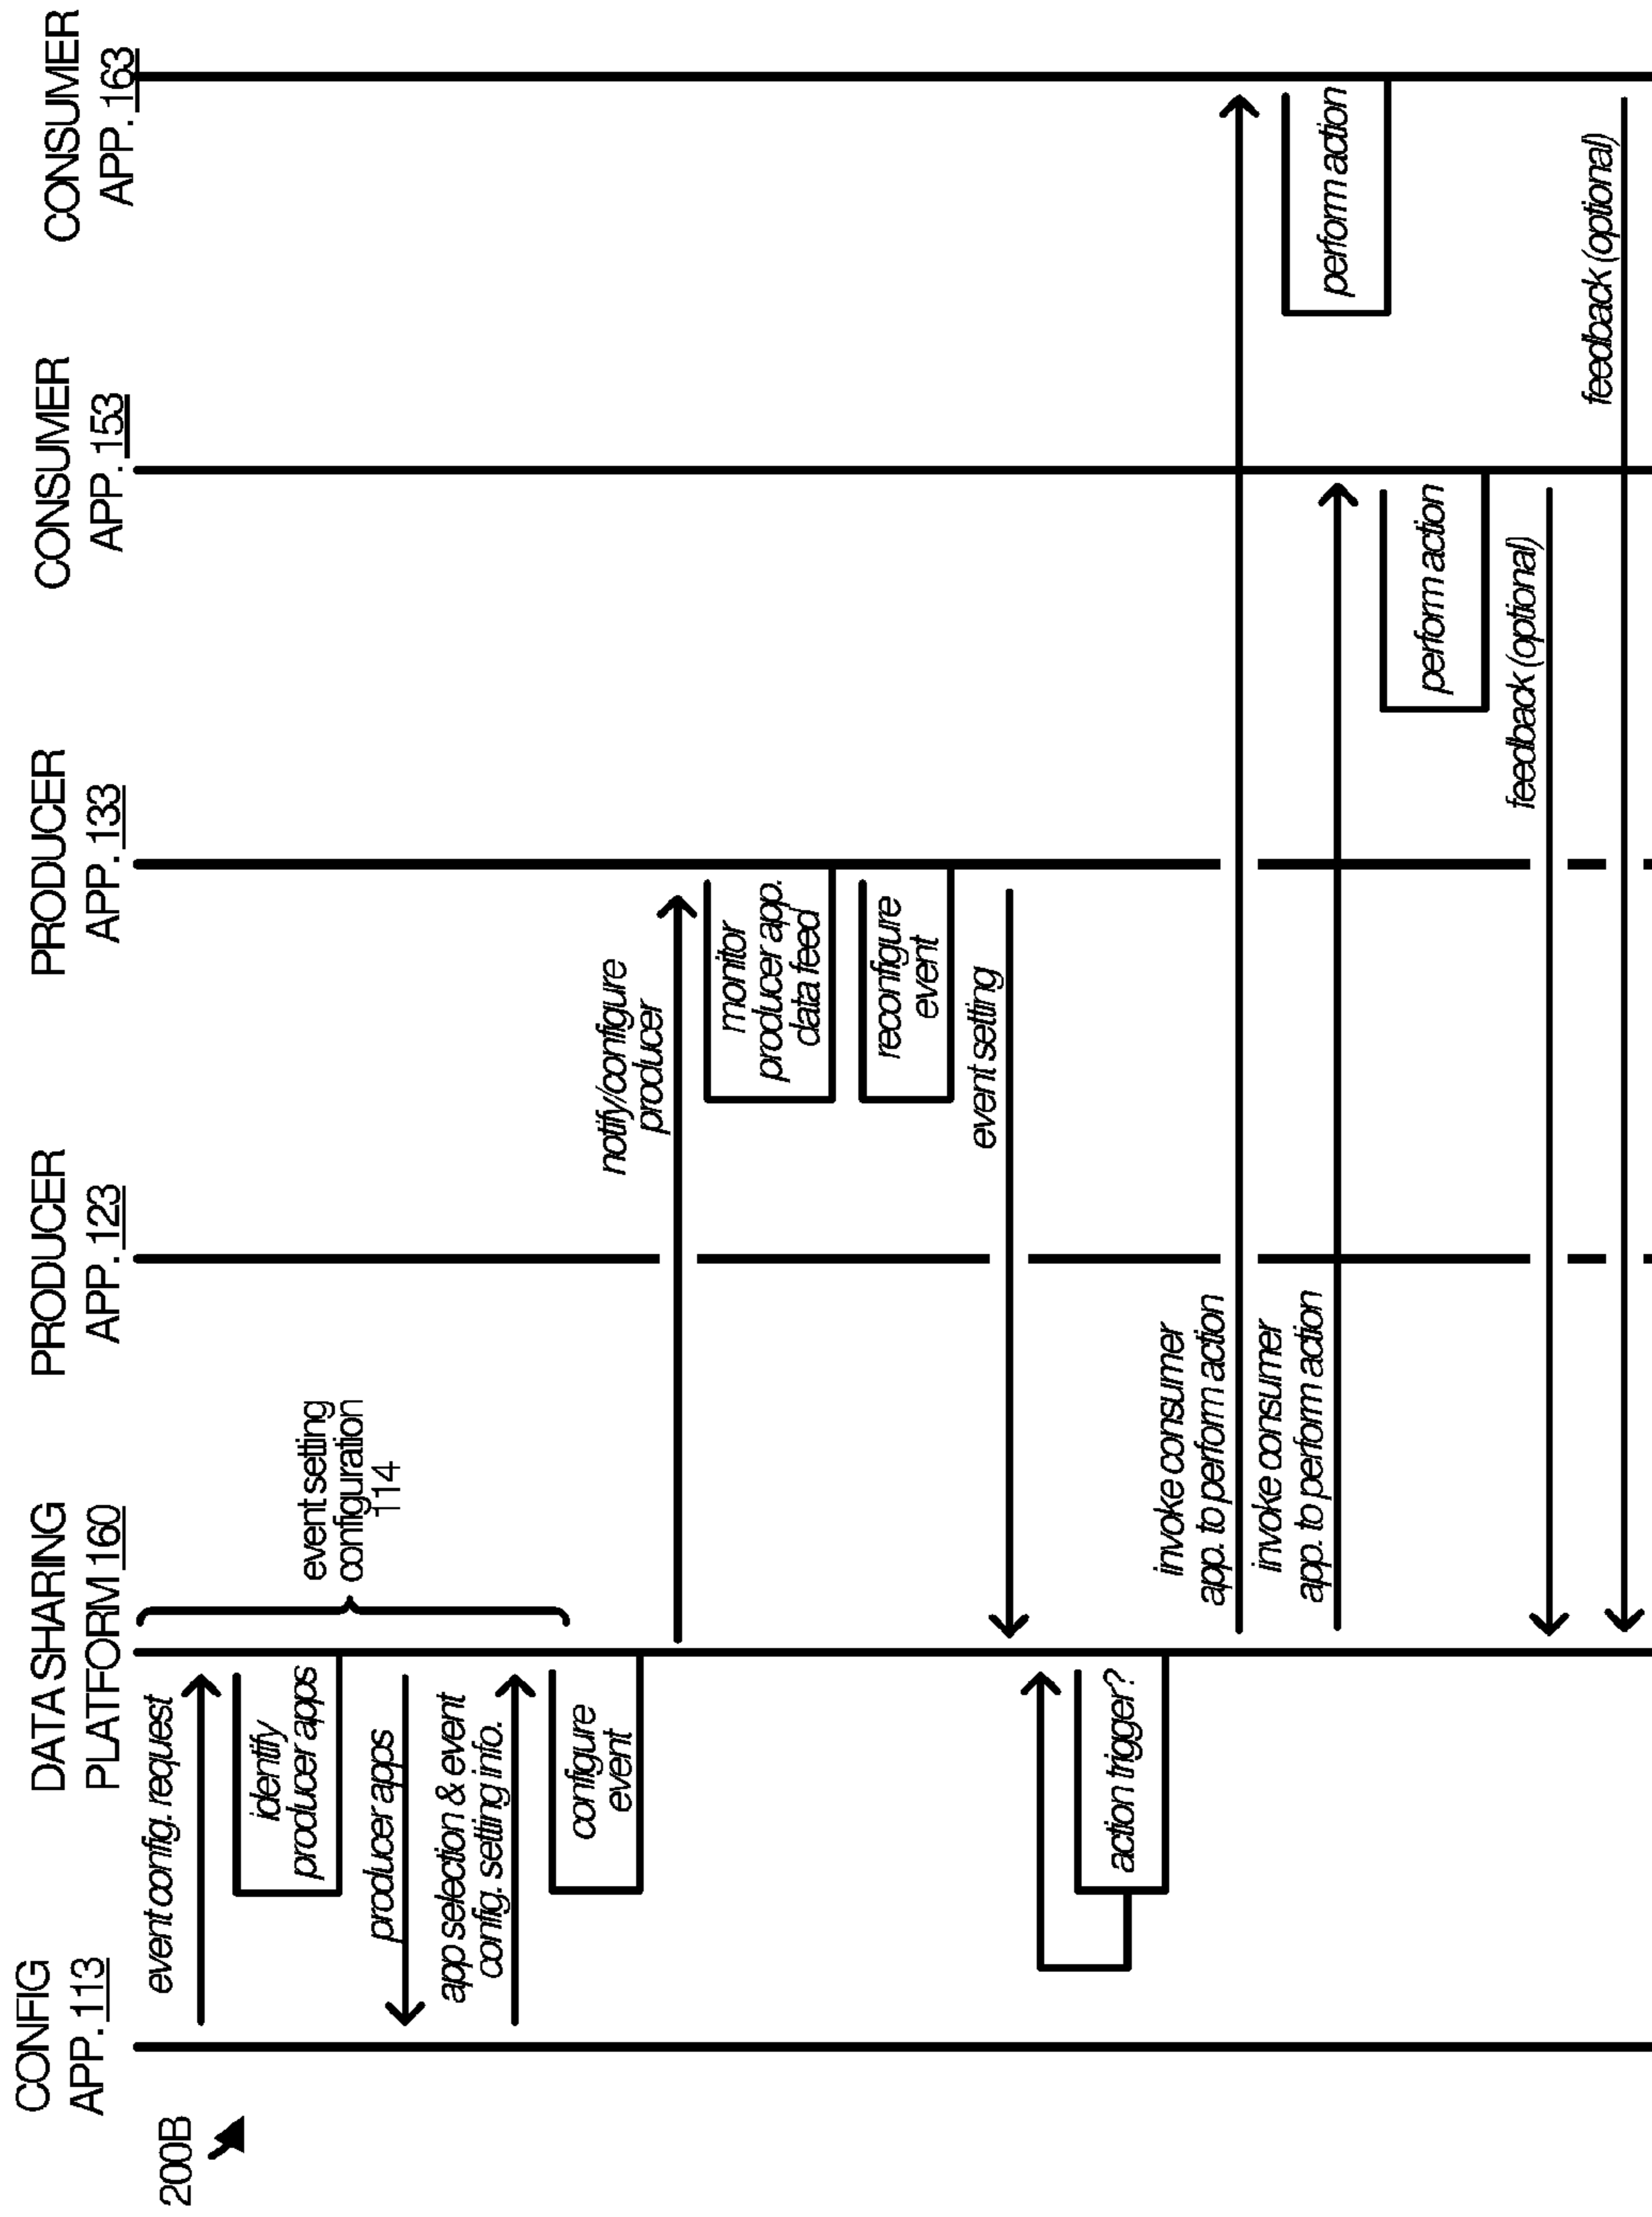 200B
CONFIG
APP. 113
DATA SHARING
PLATFORM 160
PRODUCER
APP. 123
PRODUCER
APP. 133
CONSUMER
APP. 153
CONSUMER
APP. 163
event config. request
identify
producer apps
producer apps
app selection & event
config. setting info.
configure
event
event setting
configuration
114
notify/configure
producer
monitor
producer app.
data feed
reconfigure
event
event setting
action trigger?
invoke consumer
app. to perform action
perform action
invoke consumer
app. to perform action
perform action
feedback (optional)
feedback (optional)